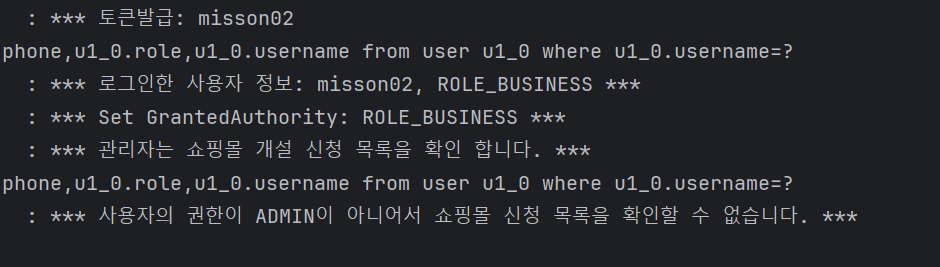 : *** 토큰발급: misson02
phone,u1_0.role,u1_0.username from user u1_0 where u1_0.username=?
: *** 로그인한 사용자 정보: misson02, ROLE_BUSINESS ***
: *** Set GrantedAuthority: ROLE_BUSINESS ***
: *** 관리자는 쇼핑몰 개설 신청 목록을 확인 합니다. ***
phone,u1_0.role,u1_0.username from user u1_0 where u1_0.username=?
: *** 사용자의 권한이 ADMIN이 아니어서 쇼핑몰 신청 목록을 확인할 수 없습니다. ***